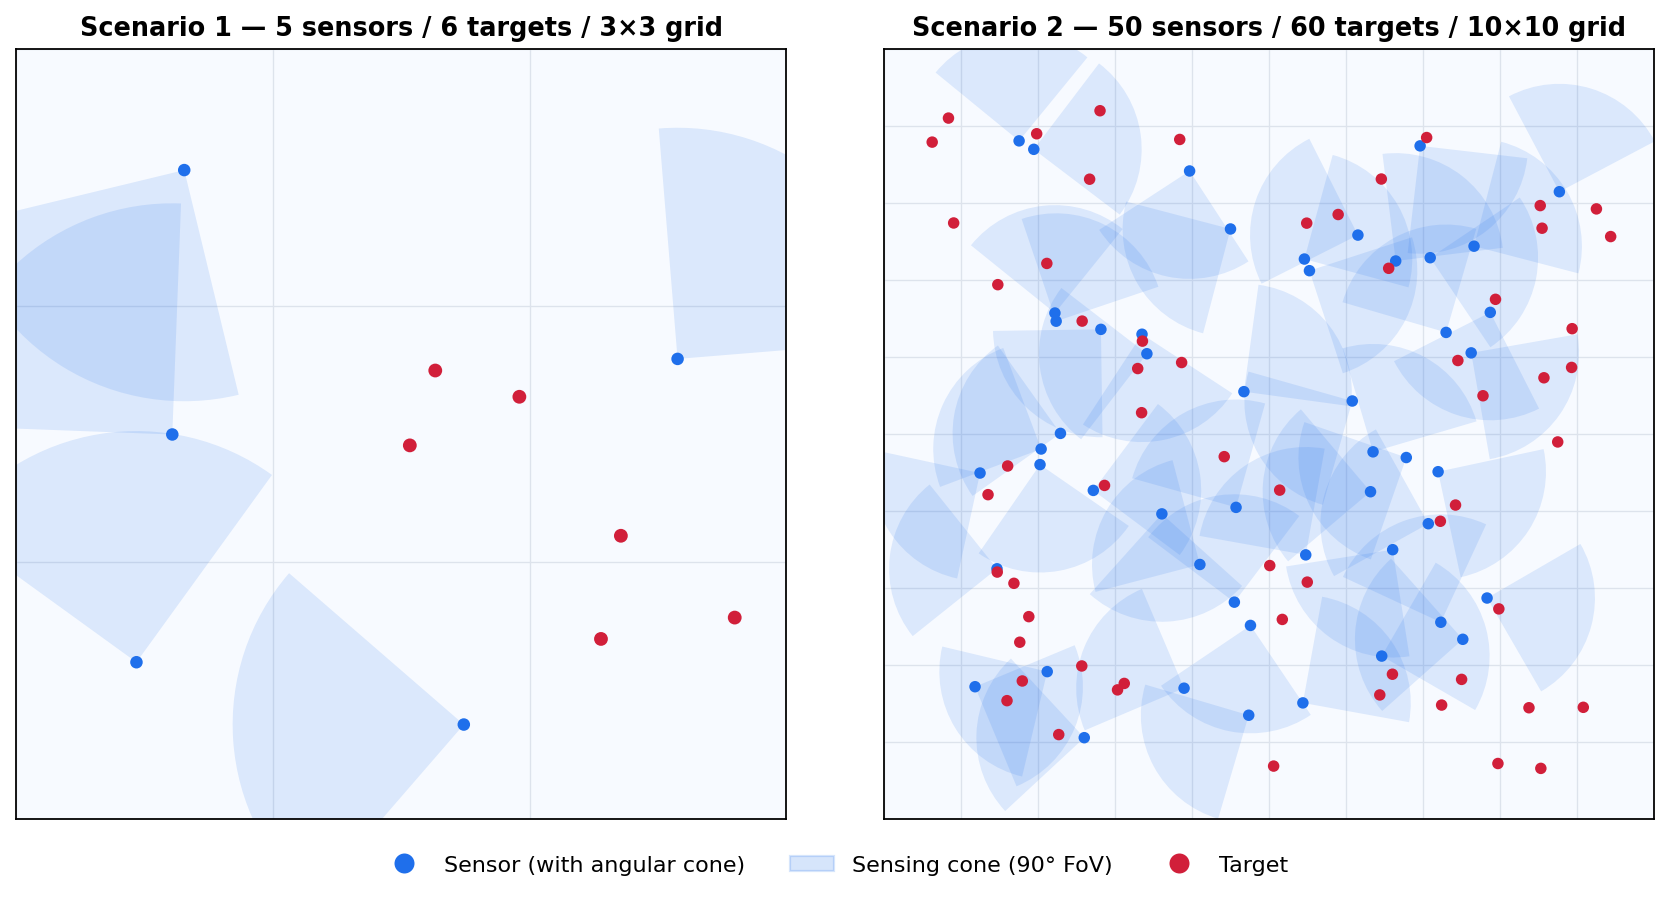 Scenario 1 — 5 sensors / 6 targets / 3×3 grid
Scenario 2 — 50 sensors / 60 targets / 10×10 grid
Sensor (with angular cone)
Sensing cone (90° FoV)
Target